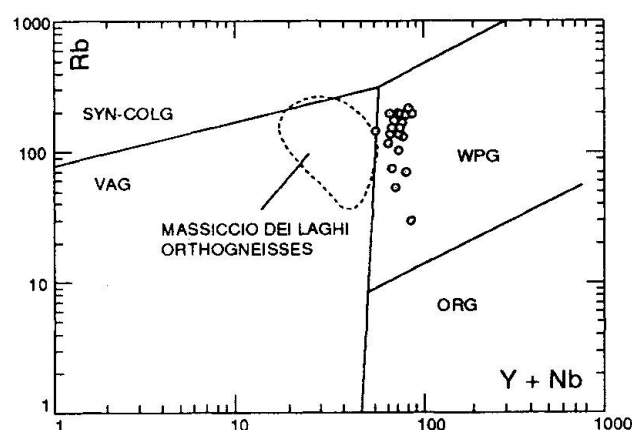 1000
Rb
SYN-COLG
100
VAG
WPG
MASSICCIO DEI LAGHI
ORTHOGNEISSES
10
ORG
Y + Nb
1
1 10 100 1000